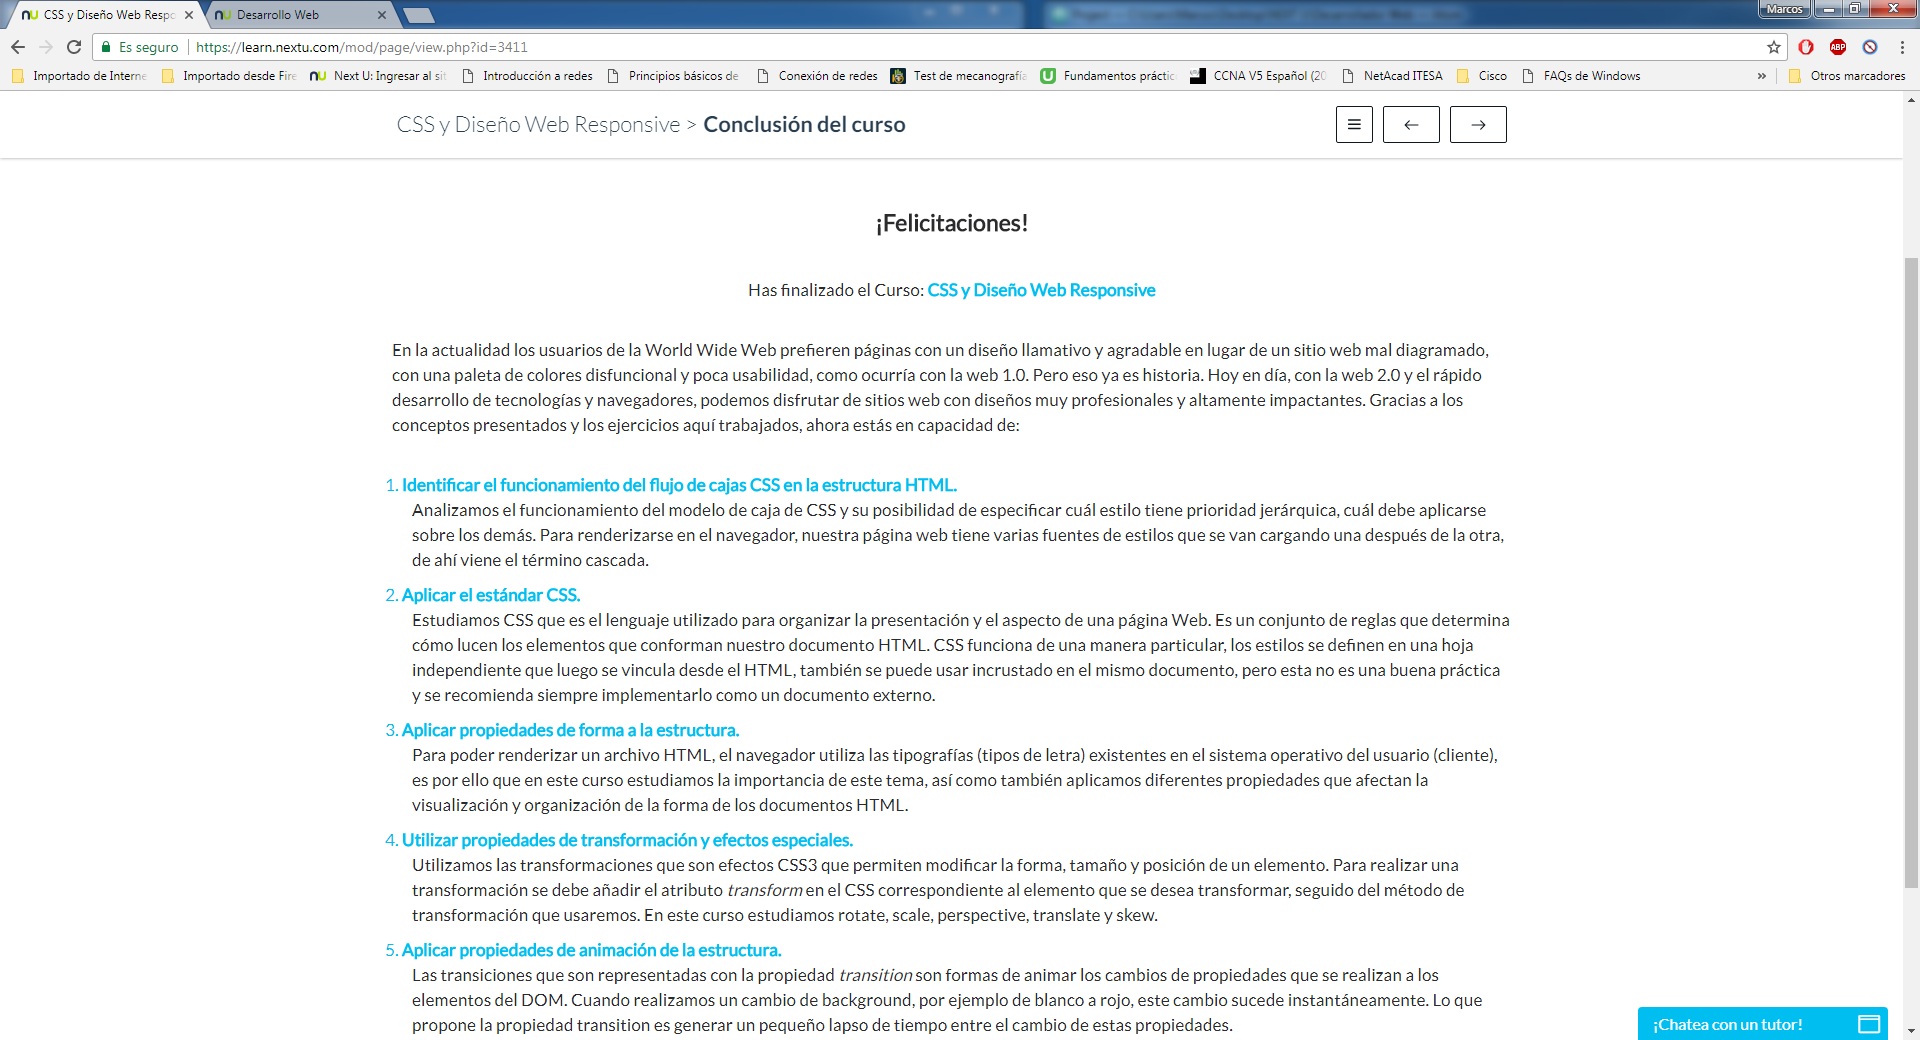 CSS y Diseño Web Respo
Desarrollo Web
Marcos
Es seguro
https://learn.nextu.com/mod/page/view.php?id=3411
Importado de Interne
Importado desde Fire
Next U: Ingresar al si
Introducción a redes
Principios básicos de
Conexión de redes
Test de mecanografía
Fundamentos práctic
CCNA V5 Español (20
NetAcad ITESA
Cisco
FAQs de Windows
»
Otros marcadores
CSS y Diseño Web Responsive > Conclusión del curso
¡Felicitaciones!
Has finalizado el Curso: CSS y Diseño Web Responsive
En la actualidad los usuarios de la World Wide Web prefieren páginas con un diseño llamativo y agradable en lugar de un sitio web mal diagramado,
con una paleta de colores disfuncional y poca usabilidad, como ocurría con la web 1.0. Pero eso ya es historia. Hoy en día, con la web 2.0 y el rápido
desarrollo de tecnologías y navegadores, podemos disfrutar de sitios web con diseños muy profesionales y altamente impactantes. Gracias a los
conceptos presentados y los ejercicios aquí trabajados, ahora estás en capacidad de:
1. Identificar el funcionamiento del flujo de cajas CSS en la estructura HTML.
Analizamos el funcionamiento del modelo de caja de CSS y su posibilidad de especificar cuál estilo tiene prioridad jerárquica, cuál debe aplicarse
sobre los demás. Para renderizarse en el navegador, nuestra página web tiene varias fuentes de estilos que se van cargando una después de la otra,
de ahí viene el término cascada.
2. Aplicar el estándar CSS.
Estudiamos CSS que es el lenguaje utilizado para organizar la presentación y el aspecto de una página Web. Es un conjunto de reglas que determina
cómo lucen los elementos que conforman nuestro documento HTML. CSS funciona de una manera particular, los estilos se definen en una hoja
independiente que luego se vincula desde el HTML, también se puede usar incrustado en el mismo documento, pero esta no es una buena práctica
y se recomienda siempre implementarlo como un documento externo.
3. Aplicar propiedades de forma a la estructura.
Para poder renderizar un archivo HTML, el navegador utiliza las tipografías (tipos de letra) existentes en el sistema operativo del usuario (cliente),
es por ello que en este curso estudiamos la importancia de este tema, así como también aplicamos diferentes propiedades que afectan la
visualización y organización de la forma de los documentos HTML.
4. Utilizar propiedades de transformación y efectos especiales.
Utilizamos las transformaciones que son efectos CSS3 que permiten modificar la forma, tamaño y posición de un elemento. Para realizar una
transformación se debe añadir el atributo transform en el CSS correspondiente al elemento que se desea transformar, seguido del método de
transformación que usaremos. En este curso estudiamos rotate, scale, perspective, translate y skew.
5. Aplicar propiedades de animación de la estructura.
Las transiciones que son representadas con la propiedad transition son formas de animar los cambios de propiedades que se realizan a los
elementos del DOM. Cuando realizamos un cambio de background, por ejemplo de blanco a rojo, este cambio sucede instantáneamente. Lo que
propone la propiedad transition es generar un pequeño lapso de tiempo entre el cambio de estas propiedades.
¡Chatea con un tutor!